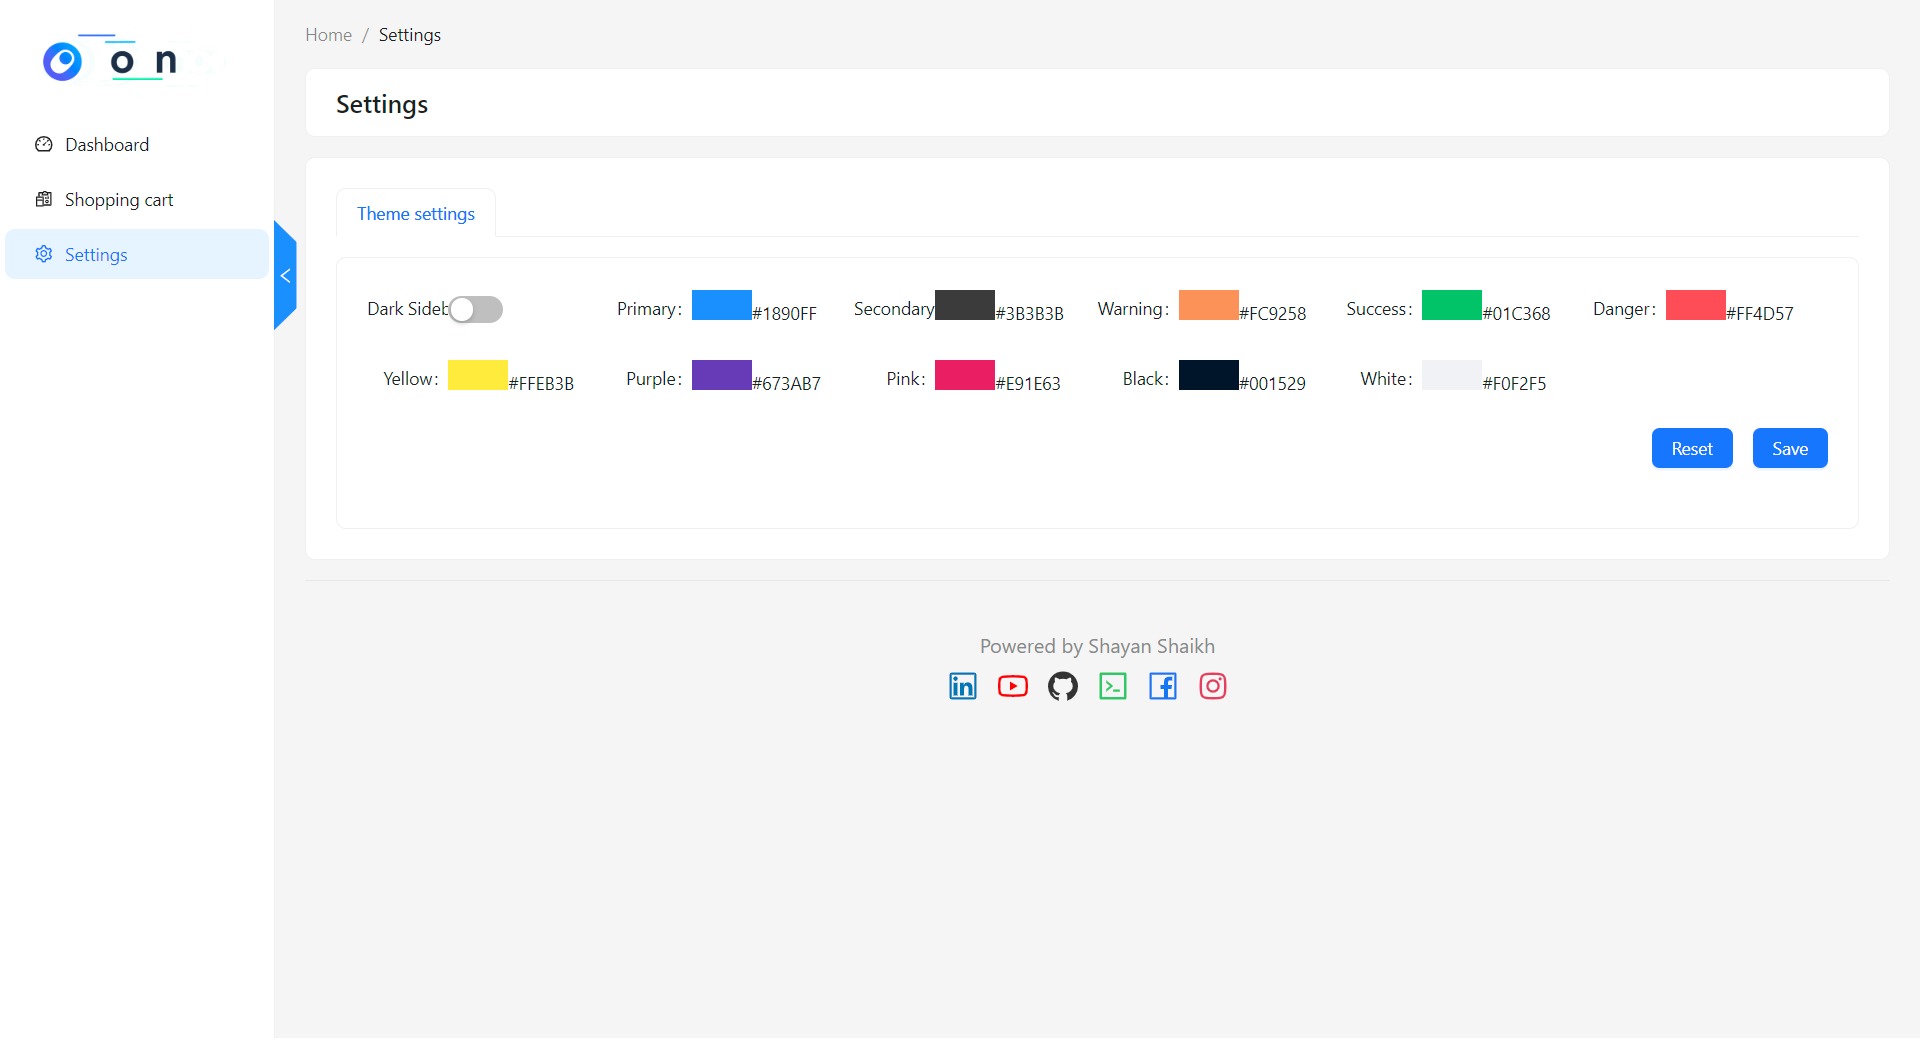 on
Home / Settings
Settings
Dashboard
Shopping cart
Settings
Theme settings
Dark Sideb
Primary: #1890FF
Secondary #3B3B3B
Warning: #FC9258
Success: #01C368
Danger: #FF4D57
Yellow: #FFEB3B
Purple: #673AB7
Pink: #E91E63
Black: #001529
White: #F0F2F5
Reset
Save
Powered by Shayan Shaikh